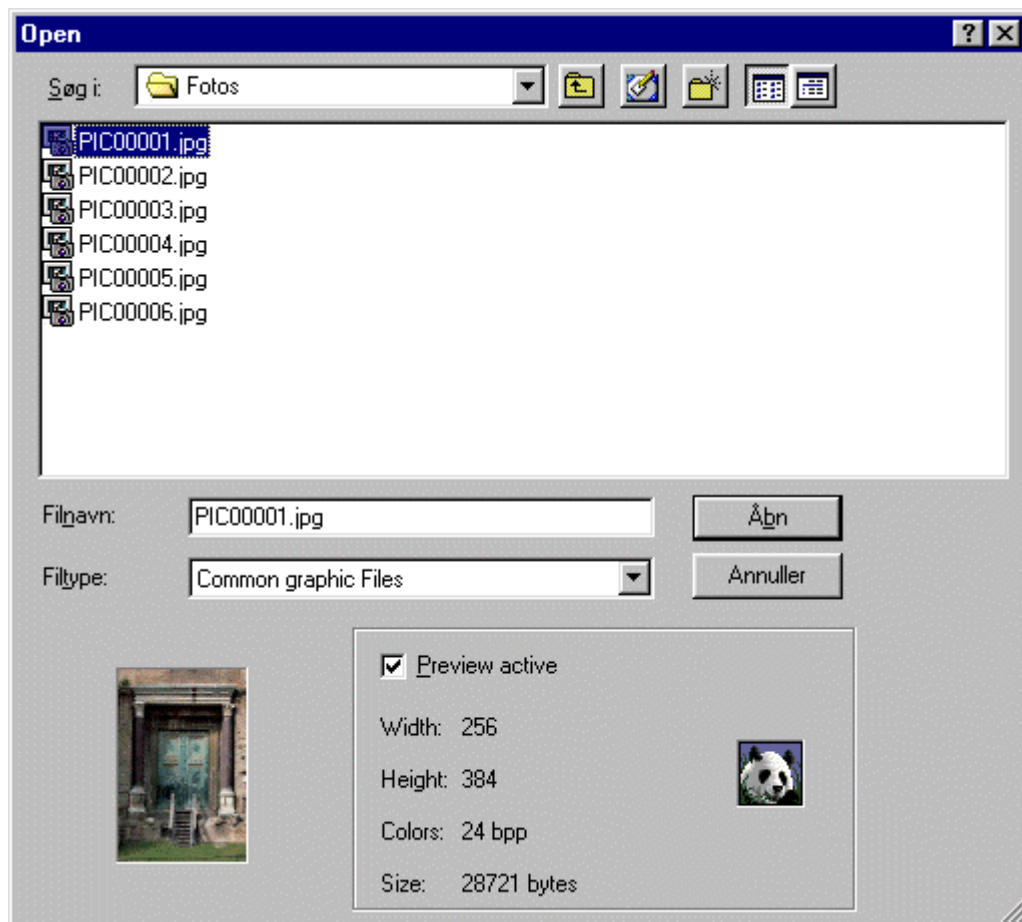 Open
Søg i: Fotos
PIC00001.jpg
PIC00002.jpg
PIC00003.jpg
PIC00004.jpg
PIC00005.jpg
PIC00006.jpg
Filnavn: PIC00001.jpg Åbn
Filtype: Common graphic Files Annuller
Preview active
Width: 256
Height: 384
Colors: 24 bpp
Size: 28721 bytes